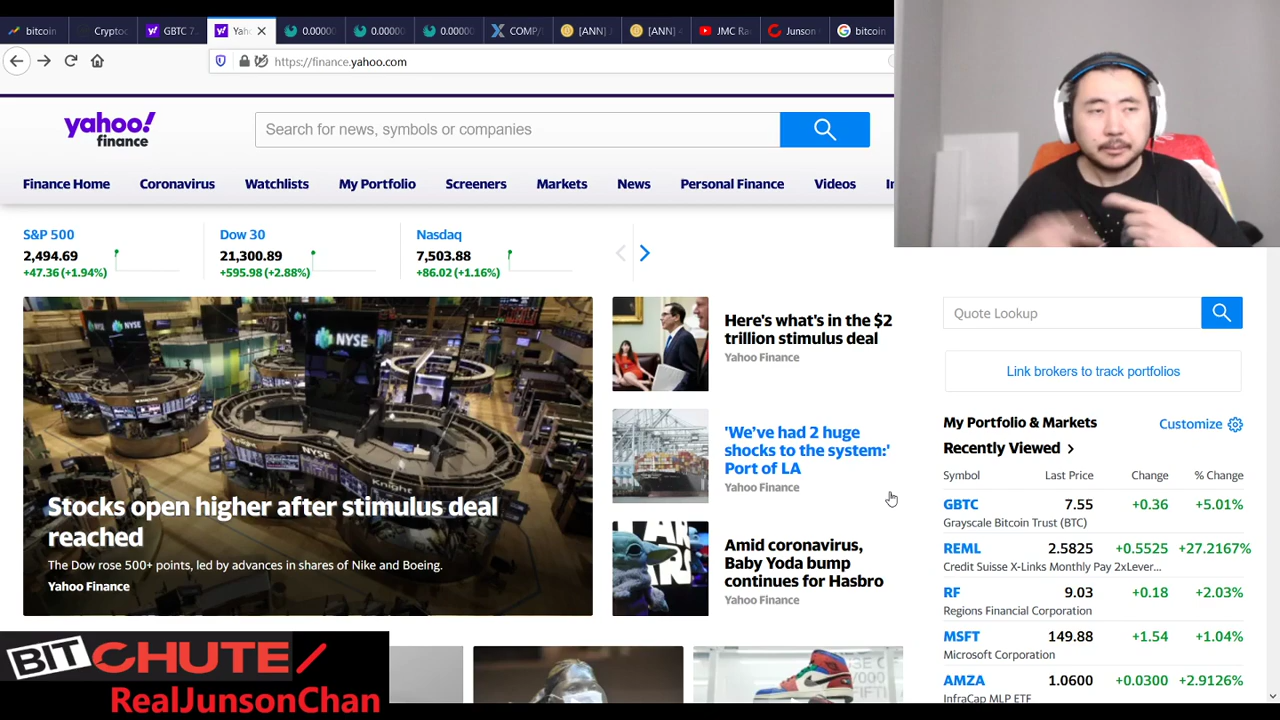 bitcoin
Cryptoc
GBTC 7.
Yah
0.0000
0.0000
0.0000
COMP/
[ANN]
[ANN]
JMC Ra
Junson
bitcoin
https://finance.yahoo.com
yahoo!
finance
Search for news, symbols or companies
Finance Home
Coronavirus
Watchlists
My Portfolio
Screeners
Markets
News
Personal Finance
Videos
S&P 500
2,494.69
+47.36 (+1.94%)
Dow 30
21,300.89
+595.98 (+2.88%)
Nasdaq
7,503.88
+86.02 (+1.16%)
NYSE
NYSE
Knight
Stocks open higher after stimulus deal
reached
The Dow rose 500+ points, led by advances in shares of Nike and Boeing.
Yahoo Finance
Here's what's in the $2
trillion stimulus deal
Yahoo Finance
'We've had 2 huge
shocks to the system:'
Port of LA
Yahoo Finance
Amid coronavirus,
Baby Yoda bump
continues for Hasbro
Yahoo Finance
Quote Lookup
Link brokers to track portfolios
My Portfolio & Markets
Customize
Recently Viewed
Symbol Last Price Change % Change
GBTC 7.55 +0.36 +5.01%
Grayscale Bitcoin Trust (BTC)
REML 2.5825 +0.5525 +27.2167%
Credit Suisse X-Links Monthly Pay 2xLever...
RF 9.03 +0.18 +2.03%
Regions Financial Corporation
MSFT 149.88 +1.54 +1.04%
Microsoft Corporation
AMZA 1.0600 +0.0300 +2.9126%
InfraCap MLP ETF
BITCHUTE/
RealJunsonChan